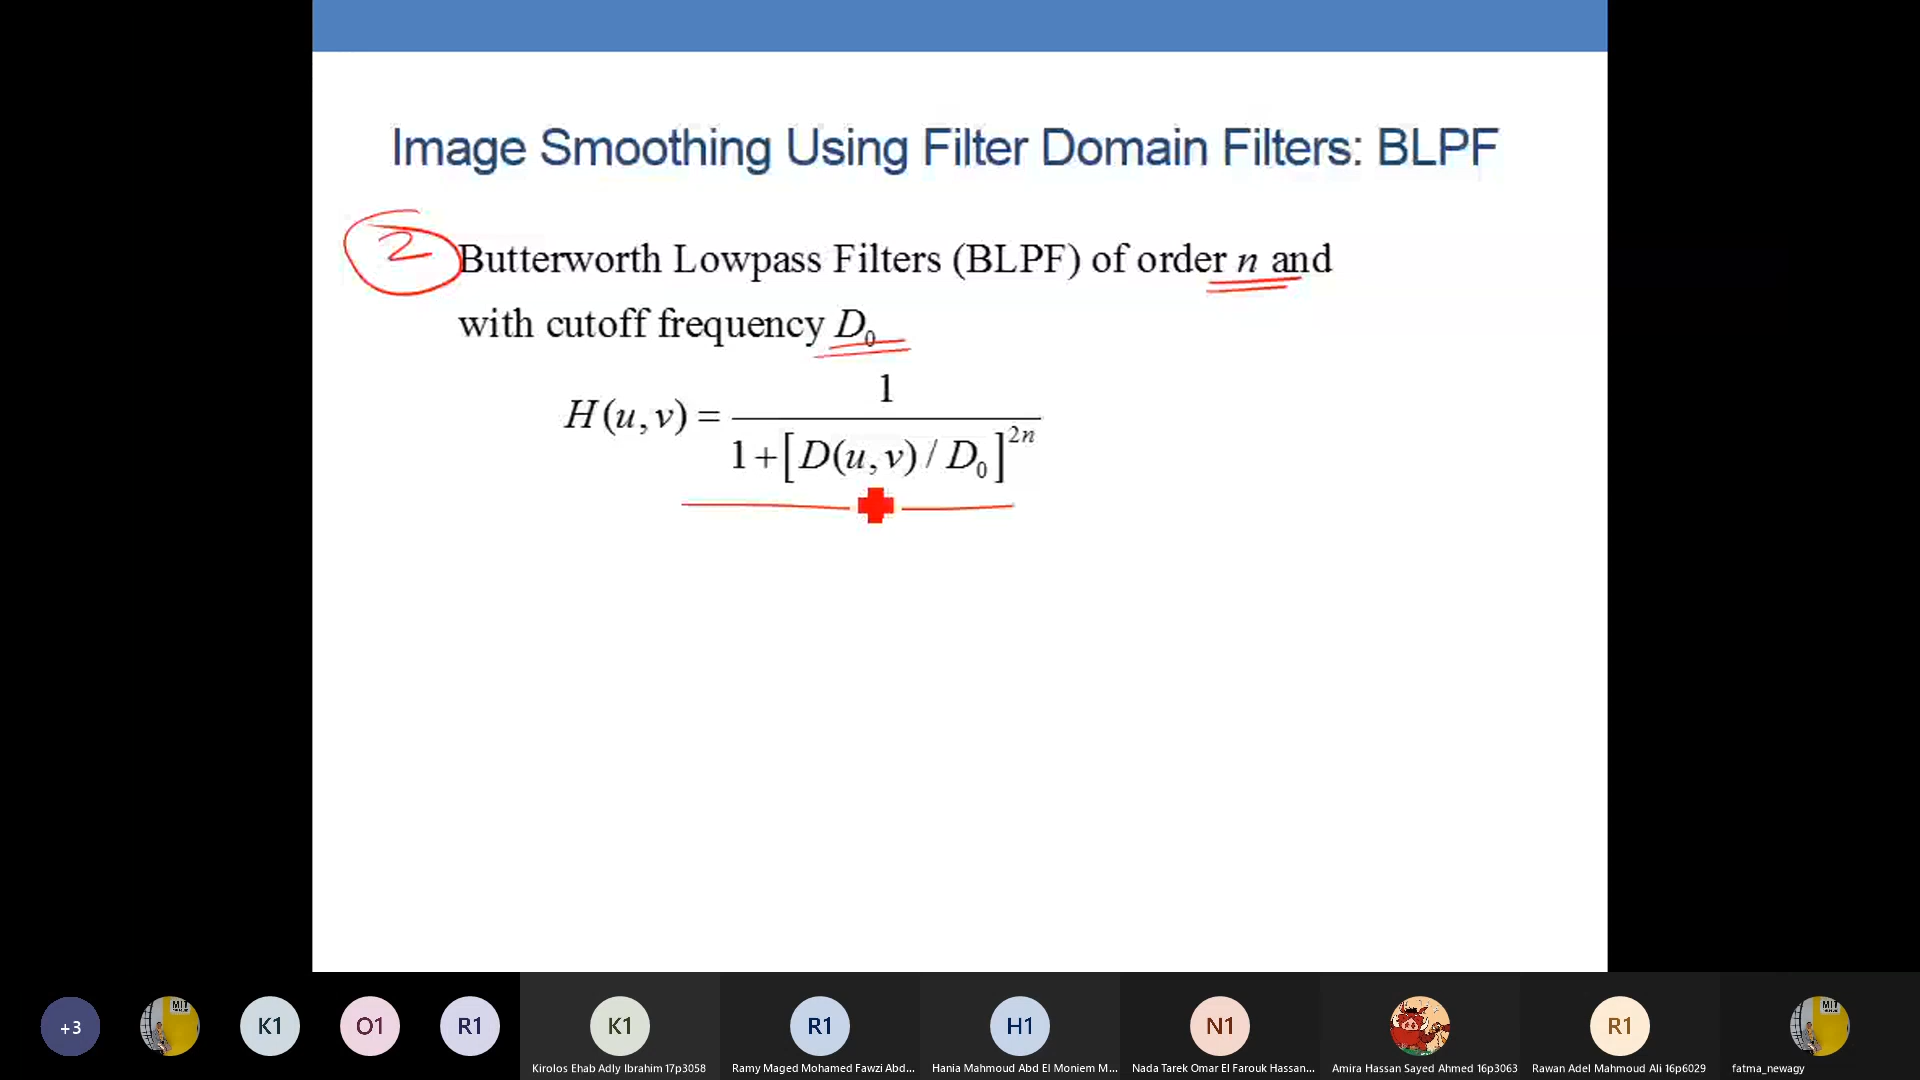 Image Smoothing Using Filter Domain Filters: BLPF
2
Butterworth Lowpass Filters (BLPF) of order n and
with cutoff frequency D₀
H(u,v) = 1 / 1+[D(u,v) / D₀]²ⁿ
+3
MIT
K1
O1
R1
K1
R1
H1
N1
R1
MIT
Kirolos Ehab Adly Ibrahim 17p3058
Ramy Maged Mohamed Fawzi Abd...
Hania Mahmoud Abd El Moniem M...
Nada Tarek Omar El Farouk Hassan...
Amira Hassan Sayed Ahmed 16p3063
Rawan Adel Mahmoud Ali 16p6029
fatma_newagy